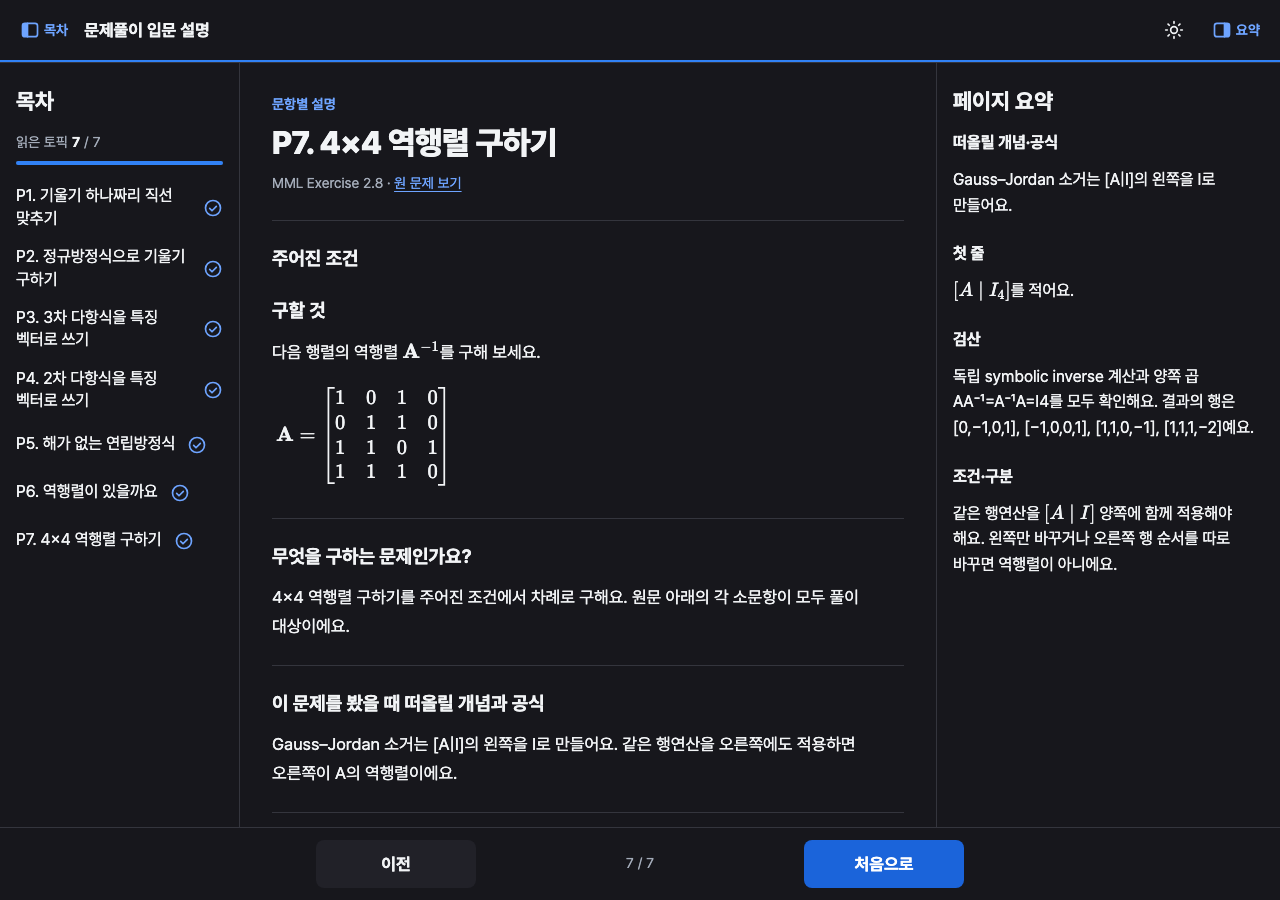 목차 문제풀이 입문 설명 요약
목차
읽은 토픽 7 / 7
P1. 기울기 하나짜리 직선
맞추기
P2. 정규방정식으로 기울기
구하기
P3. 3차 다항식을 특징
벡터로 쓰기
P4. 2차 다항식을 특징
벡터로 쓰기
P5. 해가 없는 연립방정식
P6. 역행렬이 있을까요
P7. 4×4 역행렬 구하기
문항별 설명
P7. 4×4 역행렬 구하기
MML Exercise 2.8 · 원 문제 보기
주어진 조건
구할 것
다음 행렬의 역행렬 A⁻¹를 구해 보세요.
A = [1 0 1 0
0 1 1 0
1 1 0 1
1 1 1 0]
무엇을 구하는 문제인가요?
4×4 역행렬 구하기를 주어진 조건에서 차례로 구해요. 원문 아래의 각 소문항이 모두 풀이
대상이에요.
이 문제를 봤을 때 떠올릴 개념과 공식
Gauss–Jordan 소거는 [A|I]의 왼쪽을 I로 만들어요. 같은 행연산을 오른쪽에도 적용하면
오른쪽이 A의 역행렬이에요.
페이지 요약
떠올릴 개념·공식
Gauss–Jordan 소거는 [A|I]의 왼쪽을 I로
만들어요.
첫 줄
[A | I₄]를 적어요.
검산
독립 symbolic inverse 계산과 양쪽 곱
AA⁻¹=A⁻¹A=I4를 모두 확인해요. 결과의 행은
[0,−1,0,1], [−1,0,0,1], [1,1,0,−1], [1,1,1,−2]예요.
조건·구분
같은 행연산을 [A | I] 양쪽에 함께 적용해야
해요. 왼쪽만 바꾸거나 오른쪽 행 순서를 따로
바꾸면 역행렬이 아니에요.
이전
7 / 7
처음으로